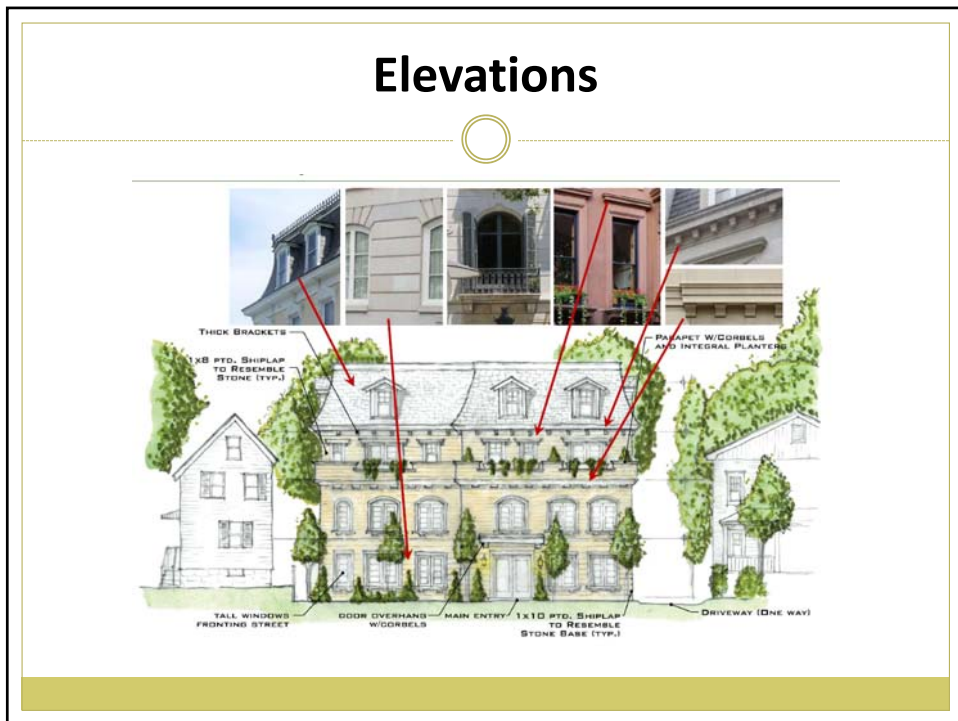 Elevations
THICK BRACKETS
1X8 PTD. SHIPLAP
TO RESEMBLE
STONE (TYP.)
PARAPET W/CORBELS
AND INTEGRAL PLANTERS
TALL WINDOWS
FRONTING STREET
DOOR OVERHANG
W/CORBELS
MAIN ENTRY
1X10 PTD. SHIPLAP
TO RESEMBLE
STONE BASE (TYP.)
DRIVEWAY (ONE WAY)